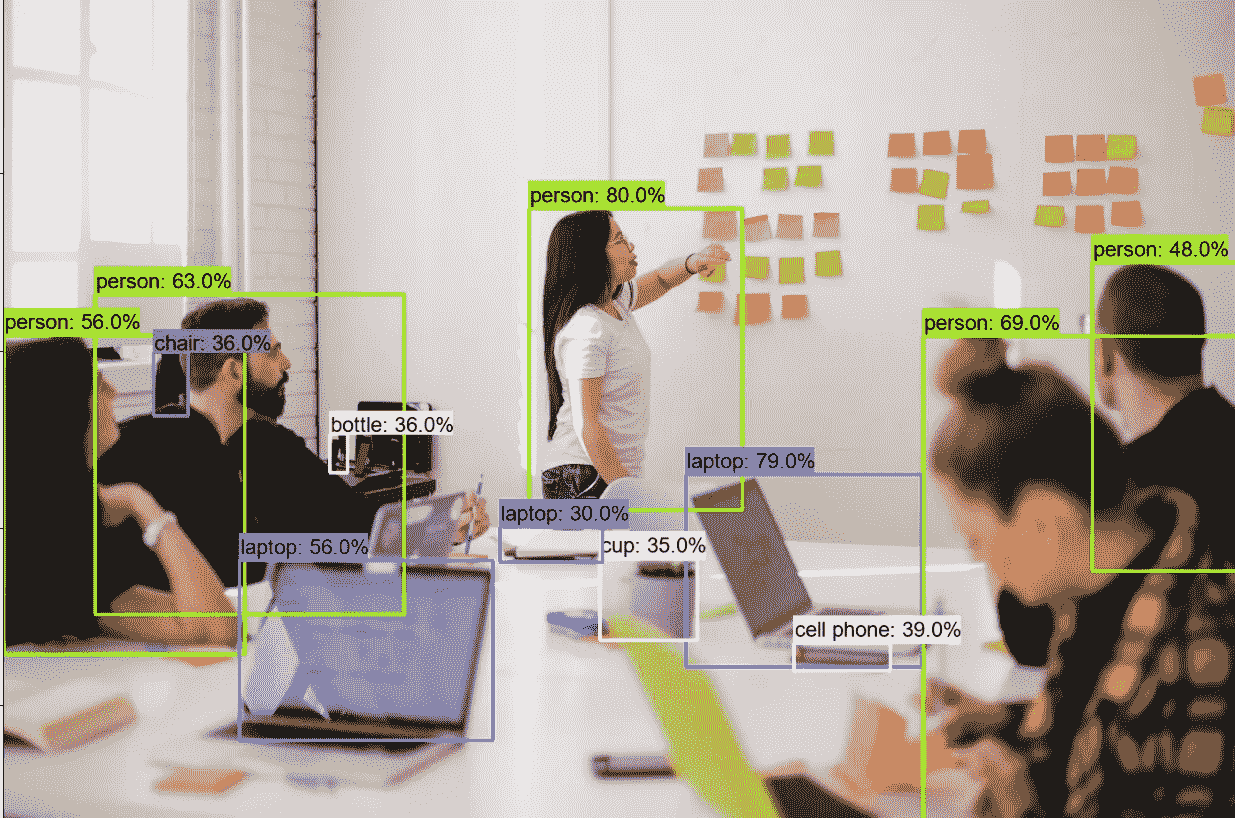 person: 80.0%
person: 48.0%
person: 63.0%
person: 56.0%
person: 69.0%
chair: 36.0%
bottle: 36.0%
laptop: 79.0%
laptop: 30.0%
laptop: 56.0%
cup: 35.0%
cell phone: 39.0%